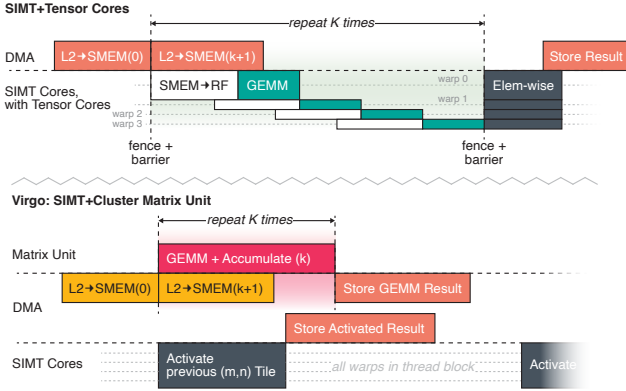 SIMT+Tensor Cores
repeat K times
DMA
L2➔SMEM(0)
L2➔SMEM(k+1)
Store Result
SIMT Cores,
with Tensor Cores
SMEM➔RF
GEMM
warp 0
warp 1
warp 2
warp 3
Elem-wise
fence +
barrier
fence +
barrier
Virgo: SIMT+Cluster Matrix Unit
repeat K times
Matrix Unit
GEMM + Accumulate (k)
DMA
L2➔SMEM(0)
L2➔SMEM(k+1)
Store GEMM Result
Store Activated Result
SIMT Cores
Activate
previous (m,n) Tile
all warps in thread block
Activate